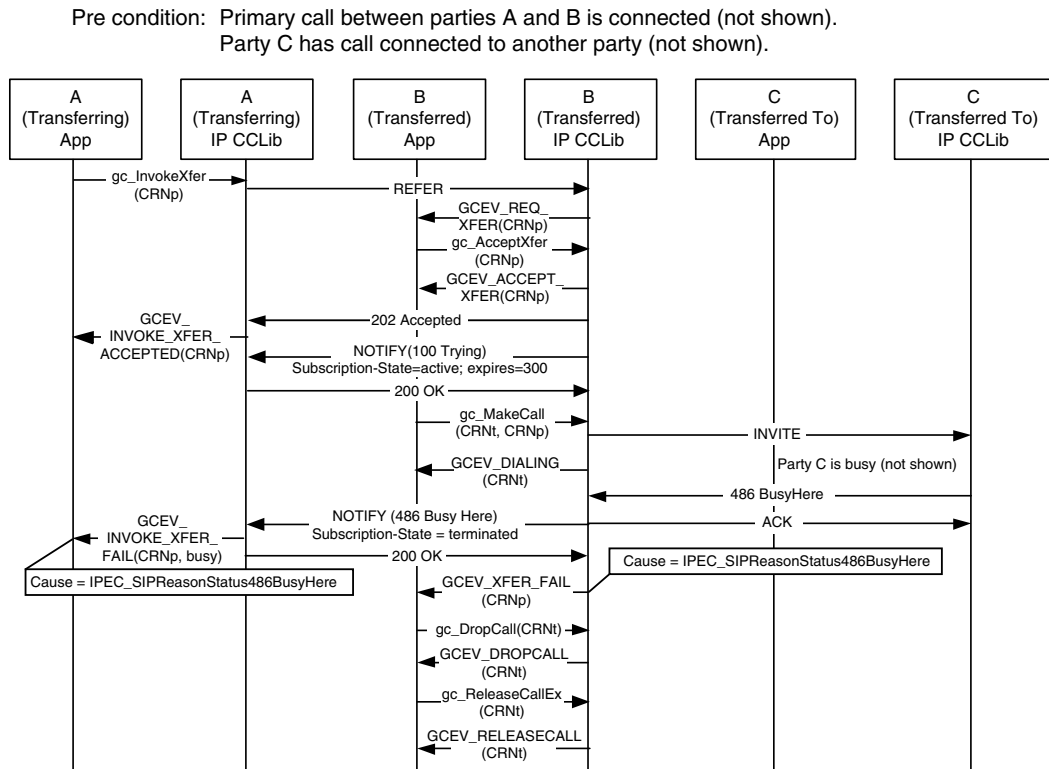 Pre condition: Primary call between parties A and B is connected (not shown).
Party C has call connected to another party (not shown).
A
(Transferring)
App
A
(Transferring)
IP CCLib
B
(Transferred)
App
B
(Transferred)
IP CCLib
C
(Transferred To)
App
C
(Transferred To)
IP CCLib
gc_InvokeXfer
(CRNp)
REFER
GCEV_REQ_
XFER(CRNp)
gc_AcceptXfer
(CRNp)
GCEV_ACCEPT_
XFER(CRNp)
202 Accepted
GCEV_
INVOKE_XFER_
ACCEPTED(CRNp)
NOTIFY(100 Trying)
Subscription-State=active; expires=300
200 OK
gc_MakeCall
(CRNt, CRNp)
INVITE
GCEV_DIALING
(CRNt)
Party C is busy (not shown)
486 BusyHere
NOTIFY (486 Busy Here)
Subscription-State = terminated
ACK
GCEV_
INVOKE_XFER_
FAIL(CRNp, busy)
200 OK
Cause = IPEC_SIPReasonStatus486BusyHere
Cause = IPEC_SIPReasonStatus486BusyHere
GCEV_XFER_FAIL
(CRNp)
gc_DropCall(CRNt)
GCEV_DROPCALL
(CRNt)
gc_ReleaseCallEx
(CRNt)
GCEV_RELEASECALL
(CRNt)